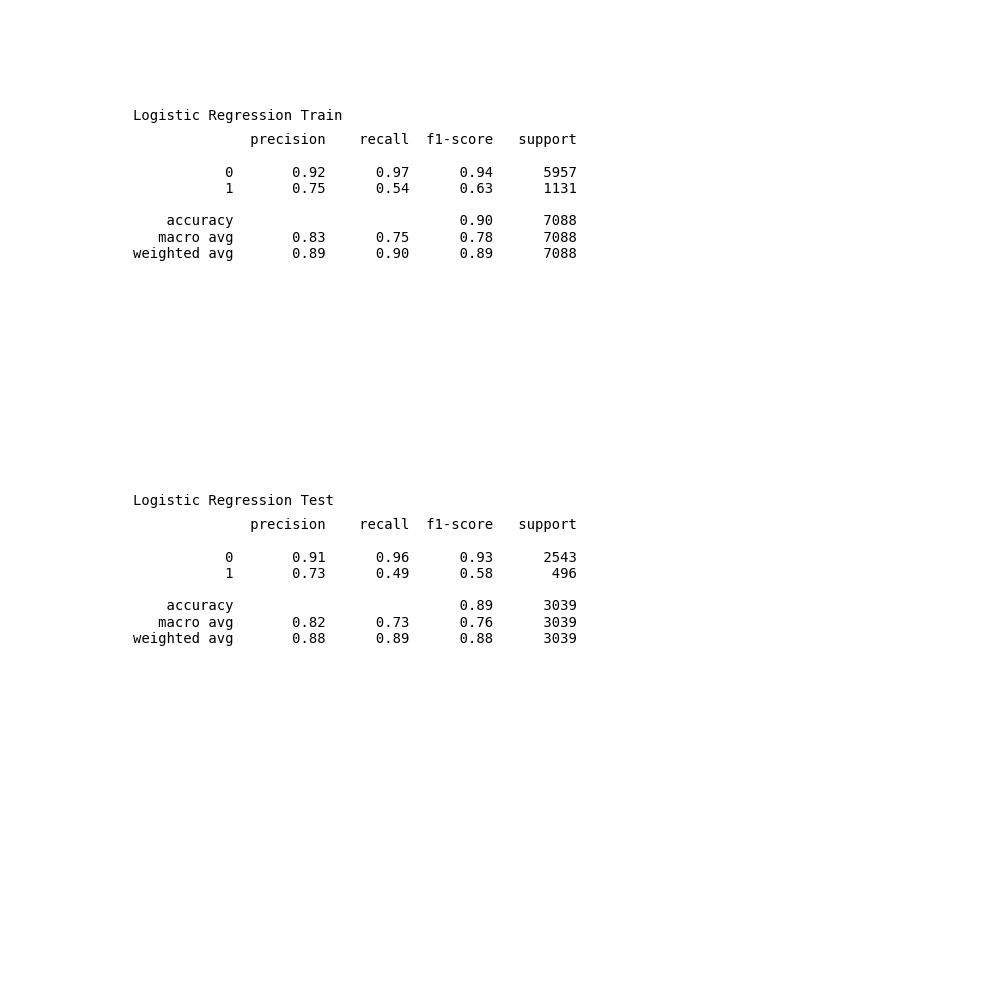 Logistic Regression Train
              precision    recall  f1-score   support
           0       0.92      0.97      0.94      5957
           1       0.75      0.54      0.63      1131
    accuracy                           0.90      7088
   macro avg       0.83      0.75      0.78      7088
weighted avg       0.89      0.90      0.89      7088
Logistic Regression Test
              precision    recall  f1-score   support
           0       0.91      0.96      0.93      2543
           1       0.73      0.49      0.58       496
    accuracy                           0.89      3039
   macro avg       0.82      0.73      0.76      3039
weighted avg       0.88      0.89      0.88      3039